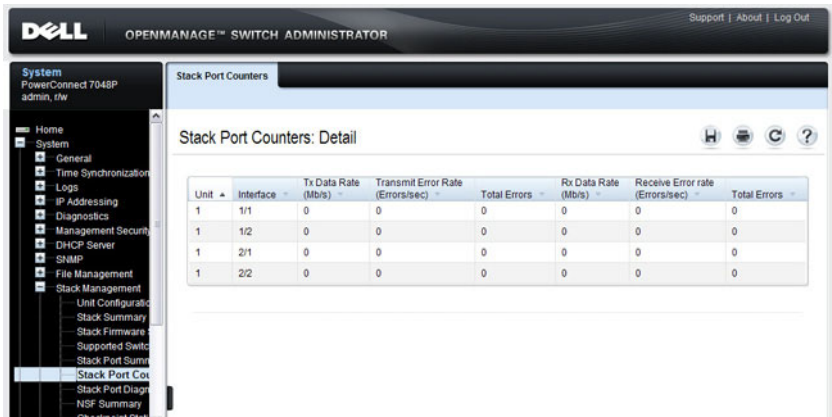 Support | About | Log Out
DELL
OPENMANAGE™ SWITCH ADMINISTRATOR
System
PowerConnect 7048P
admin, r/w
Stack Port Counters
Home
System
General
Time Synchronization
Logs
IP Addressing
Diagnostics
Management Security
DHCP Server
SNMP
File Management
Stack Management
Unit Configuratio
Stack Summary
Stack Firmware
Supported Switc
Stack Port Summ
Stack Port Cou
Stack Port Diagn
NSF Summary
Stack Port Counters: Detail
Unit Interface Tx Data Rate (Mb/s) Transmit Error Rate (Errors/sec) Total Errors Rx Data Rate (Mb/s) Receive Error rate (Errors/sec) Total Errors
1 1/1 0 0 0 0 0 0
1 1/2 0 0 0 0 0 0
1 2/1 0 0 0 0 0 0
1 2/2 0 0 0 0 0 0